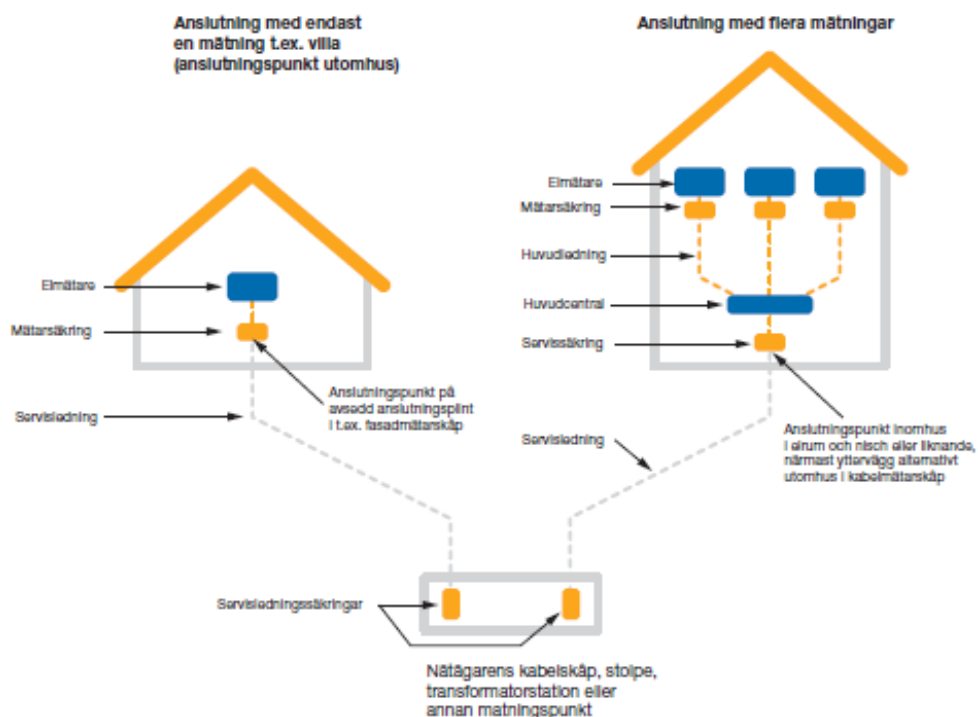 Anslutning med endast
en mätning t.ex. villa
(anslutningspunkt utomhus)
Anslutning med flera mätningar
Elmätare
Mätarsäkring
Huvudledning
Huvudcentral
Servissäkring
Elmätare
Mätarsäkring
Servisledning
Anslutningspunkt på
avsedd anslutningsplint
i t.ex. fasadmätarskåp
Servisledning
Anslutningspunkt inomhus
i elrum och nisch eller liknande,
närmast yttervägg alternativt
utomhus i kabelmätarskåp
Servisledningssäkringar
Nätägarens kabelskåp, stolpe,
transformatorstation eller
annan matningspunkt